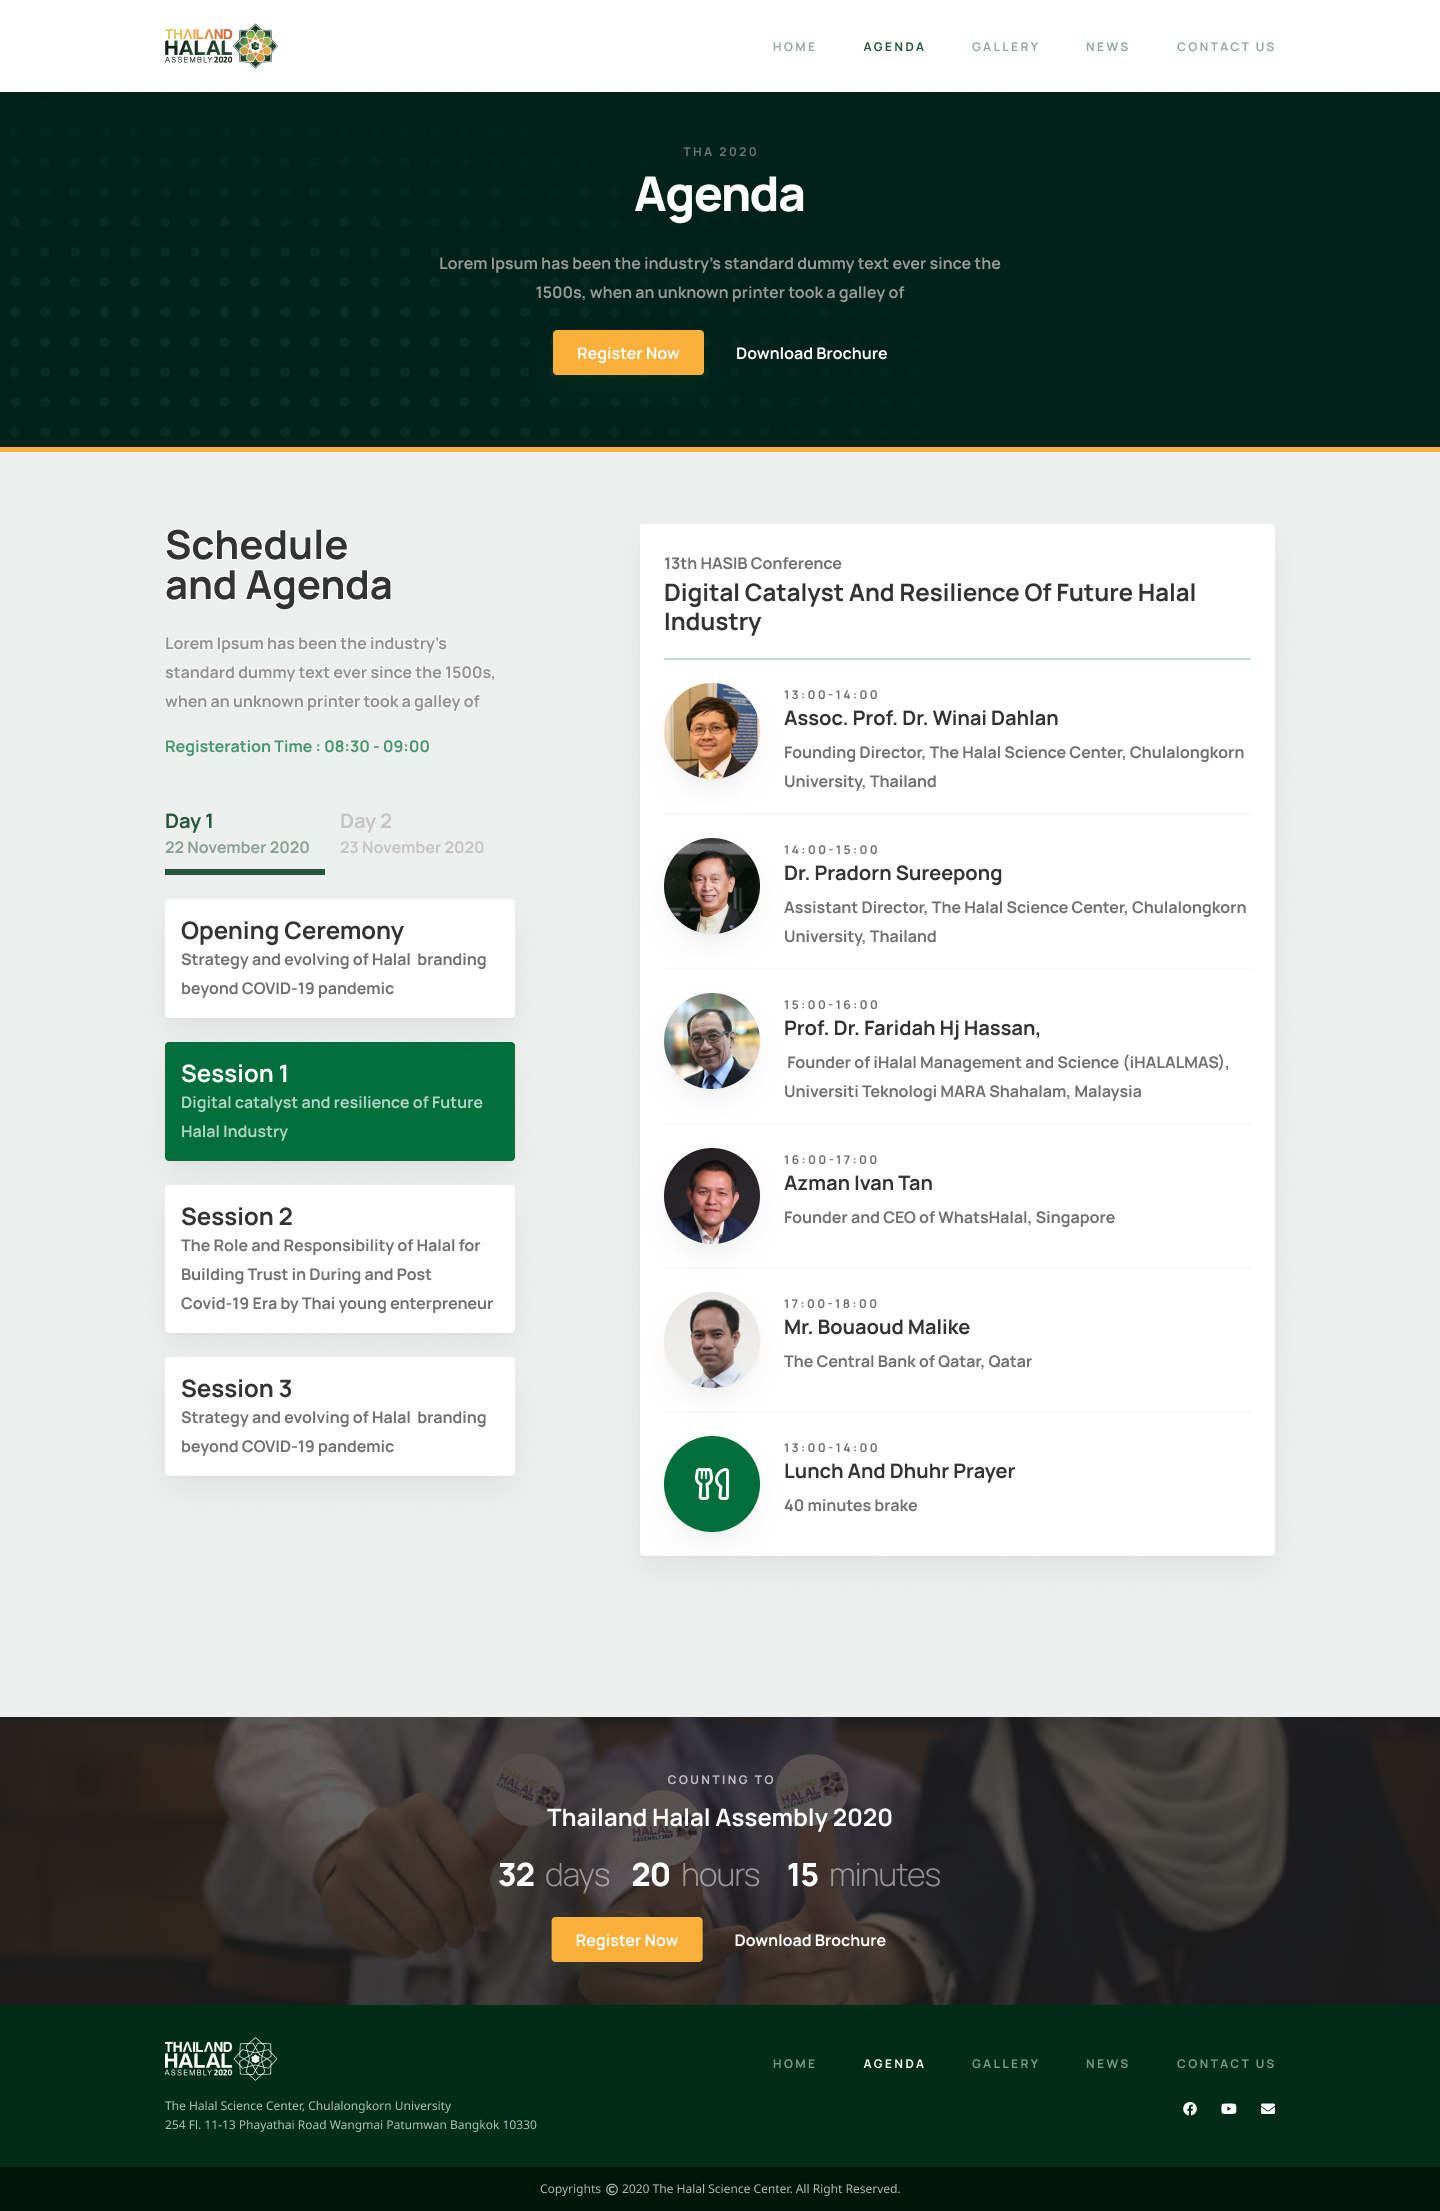 THAILAND
HALAL
ASSEMBLY 2020
HOME AGENDA GALLERY NEWS CONTACT US
THA 2020
Agenda
Lorem Ipsum has been the industry's standard dummy text ever since the
1500s, when an unknown printer took a galley of
Register Now Download Brochure
Schedule
and Agenda
Lorem Ipsum has been the industry's
standard dummy text ever since the 1500s,
when an unknown printer took a galley of
Registeration Time : 08:30 - 09:00
Day 1 Day 2
22 November 2020 23 November 2020
Opening Ceremony
Strategy and evolving of Halal branding
beyond COVID-19 pandemic
Session 1
Digital catalyst and resilience of Future
Halal Industry
Session 2
The Role and Responsibility of Halal for
Building Trust in During and Post
Covid-19 Era by Thai young enterpreneur
Session 3
Strategy and evolving of Halal branding
beyond COVID-19 pandemic
13th HASIB Conference
Digital Catalyst And Resilience Of Future Halal
Industry
13:00-14:00
Assoc. Prof. Dr. Winai Dahlan
Founding Director, The Halal Science Center, Chulalongkorn
University, Thailand
14:00-15:00
Dr. Pradorn Sureepong
Assistant Director, The Halal Science Center, Chulalongkorn
University, Thailand
15:00-16:00
Prof. Dr. Faridah Hj Hassan,
Founder of iHalal Management and Science (iHALALMAS),
Universiti Teknologi MARA Shahalam, Malaysia
16:00-17:00
Azman Ivan Tan
Founder and CEO of WhatsHalal, Singapore
17:00-18:00
Mr. Bouaoud Malike
The Central Bank of Qatar, Qatar
13:00-14:00
Lunch And Dhuhr Prayer
40 minutes brake
COUNTING TO
Thailand Halal Assembly 2020
32 days 20 hours 15 minutes
Register Now Download Brochure
THAILAND
HALAL
ASSEMBLY 2020
HOME AGENDA GALLERY NEWS CONTACT US
The Halal Science Center, Chulalongkorn University
254 Fl. 11-13 Phayathai Road Wangmai Patumwan Bangkok 10330
Copyrights © 2020 The Halal Science Center. All Right Reserved.